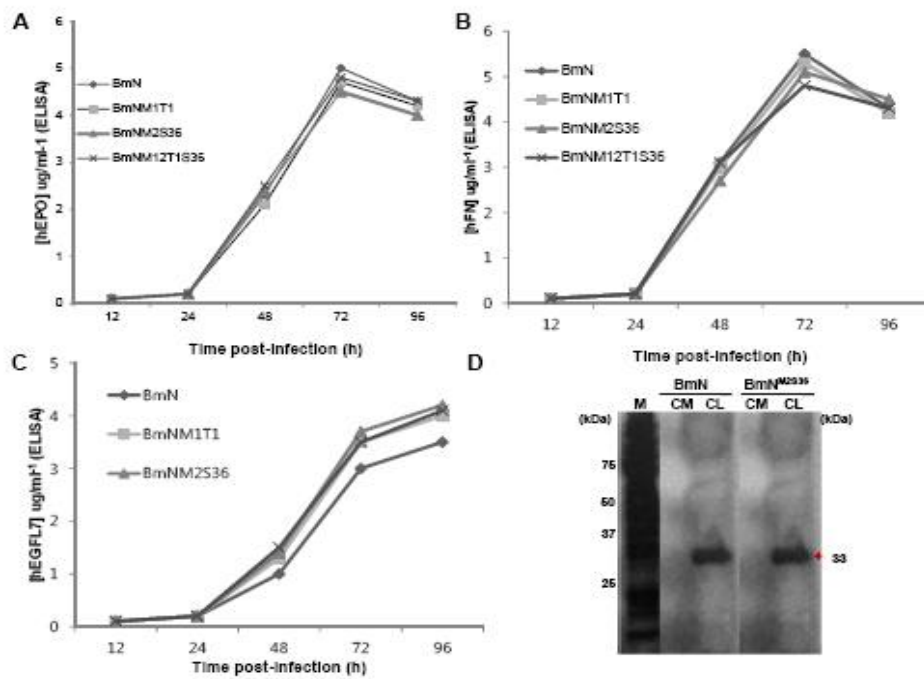 A
[hEPO] ug/ml-1 (ELISA)
6
5
4
3
2
1
0
BmN
BmNM1T1
BmNM2S36
BmNM12T1S36
12 24 48 72 96
Time post-infection (h)
B
[hFN] ug/ml-1 (ELISA)
6
5
4
3
2
1
0
BmN
BmNM1T1
BmNM2S36
BmNM12T1S36
12 24 48 72 96
Time post-infection (h)
C
[hEGFL7] ug/ml-1 (ELISA)
5
4
3
2
1
0
BmN
BmNM1T1
BmNM2S36
12 24 48 72 96
Time post-infection (h)
D
BmN BmNM2S36
M CM CL CM CL
(kDa) (kDa)
75
50
37
25
33